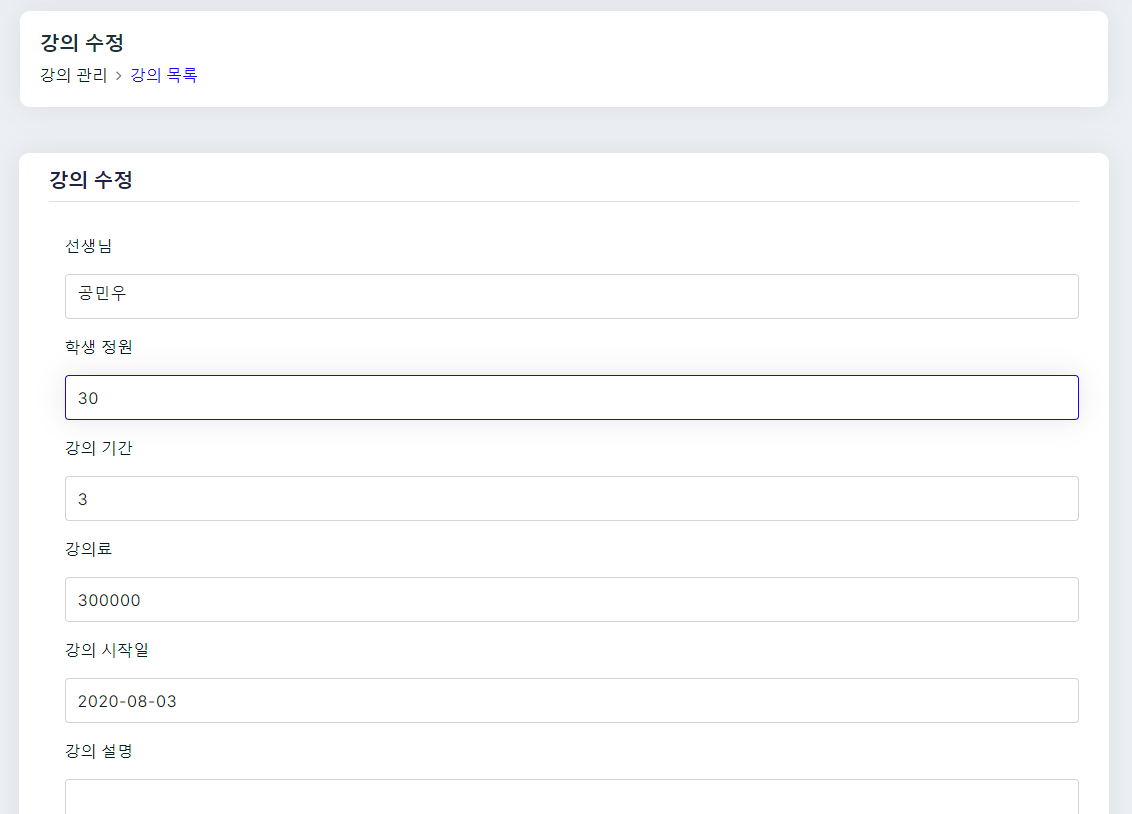 강의 수정
강의 관리 > 강의 목록
강의 수정
선생님
공민우
학생 정원
30
강의 기간
3
강의료
300000
강의 시작일
2020-08-03
강의 설명